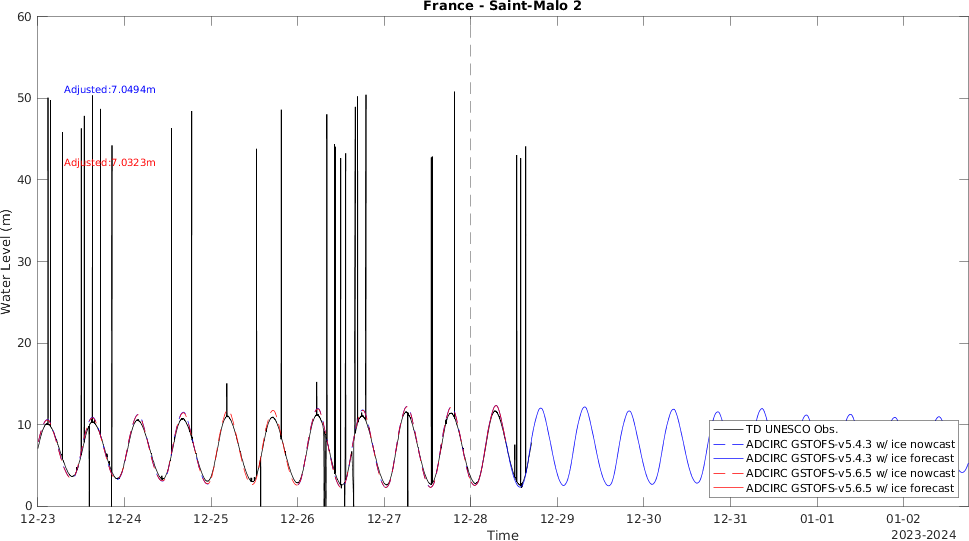 France - Saint-Malo 2
60
50
40
30
20
10
0
Water Level (m)
Adjusted:7.0494m
Adjusted:7.0323m
TD UNESCO Obs.
ADCIRC GSTOFS-v5.4.3 w/ ice nowcast
ADCIRC GSTOFS-v5.4.3 w/ ice forecast
ADCIRC GSTOFS-v5.6.5 w/ ice nowcast
ADCIRC GSTOFS-v5.6.5 w/ ice forecast
12-23 12-24 12-25 12-26 12-27 12-28 12-29 12-30 12-31 01-01 01-02
Time
2023-2024